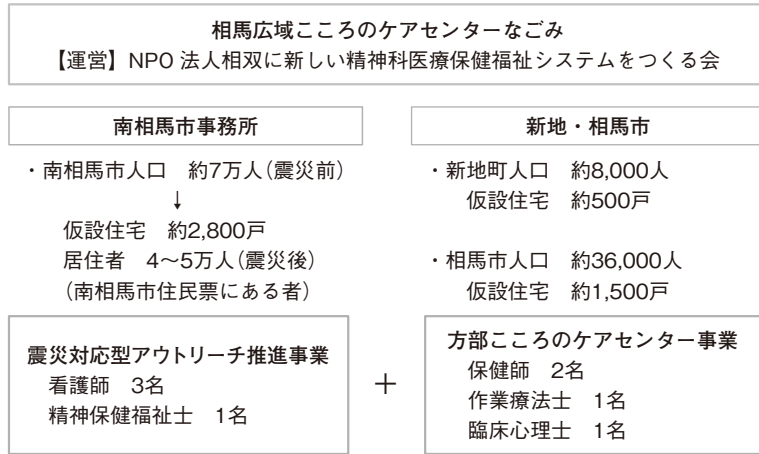 相馬広域こころのケアセンターなごみ
【運営】NPO 法人相双に新しい精神科医療保健福祉システムをつくる会
南相馬市事務所
・南相馬市人口 約7万人(震災前)
↓
仮設住宅 約2,800戸
居住者 4〜5万人(震災後)
(南相馬市住民票にある者)
震災対応型アウトリーチ推進事業
看護師 3名
精神保健福祉士 1名
+
新地・相馬市
・新地町人口 約8,000人
仮設住宅 約500戸
・相馬市人口 約36,000人
仮設住宅 約1,500戸
方部こころのケアセンター事業
保健師 2名
作業療法士 1名
臨床心理士 1名